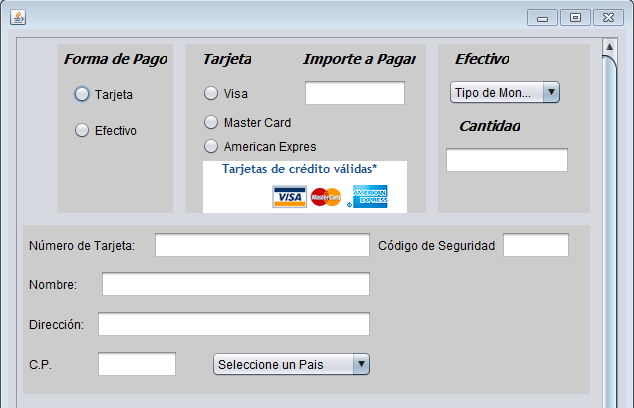 Forma de Pago
Tarjeta
Efectivo
Tarjeta
Importe a Pagar
Visa
Master Card
American Expres
Tarjetas de crédito válidas*
VISA
MasterCard
AMERICAN
EXPRESS
Efectivo
Tipo de Mon...
Cantidad
Número de Tarjeta:
Código de Seguridad
Nombre:
Dirección:
C.P.
Seleccione un Pais